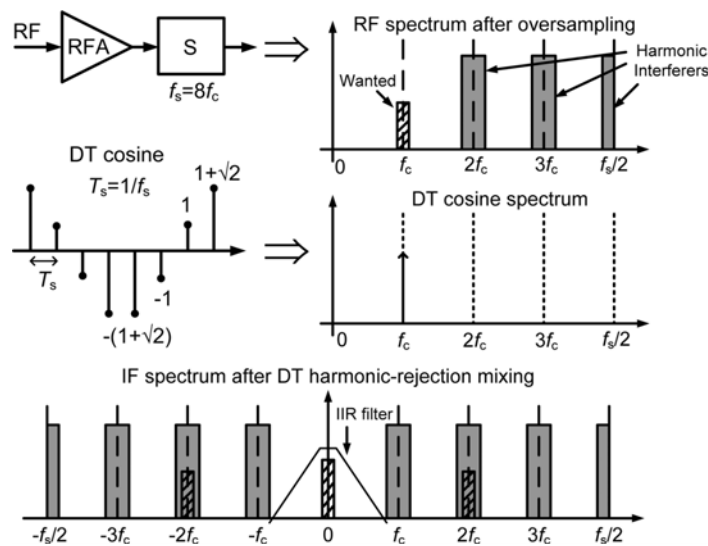 RF
RFA
S
fs=8fc
RF spectrum after oversampling
Wanted
Harmonic
Interferers
0 fc 2fc 3fc fs/2
DT cosine
Ts=1/fs
1+√2
1
Ts
-1
-(1+√2)
DT cosine spectrum
0 fc 2fc 3fc fs/2
IF spectrum after DT harmonic-rejection mixing
IIR filter
-fs/2 -3fc -2fc -fc 0 fc 2fc 3fc fs/2